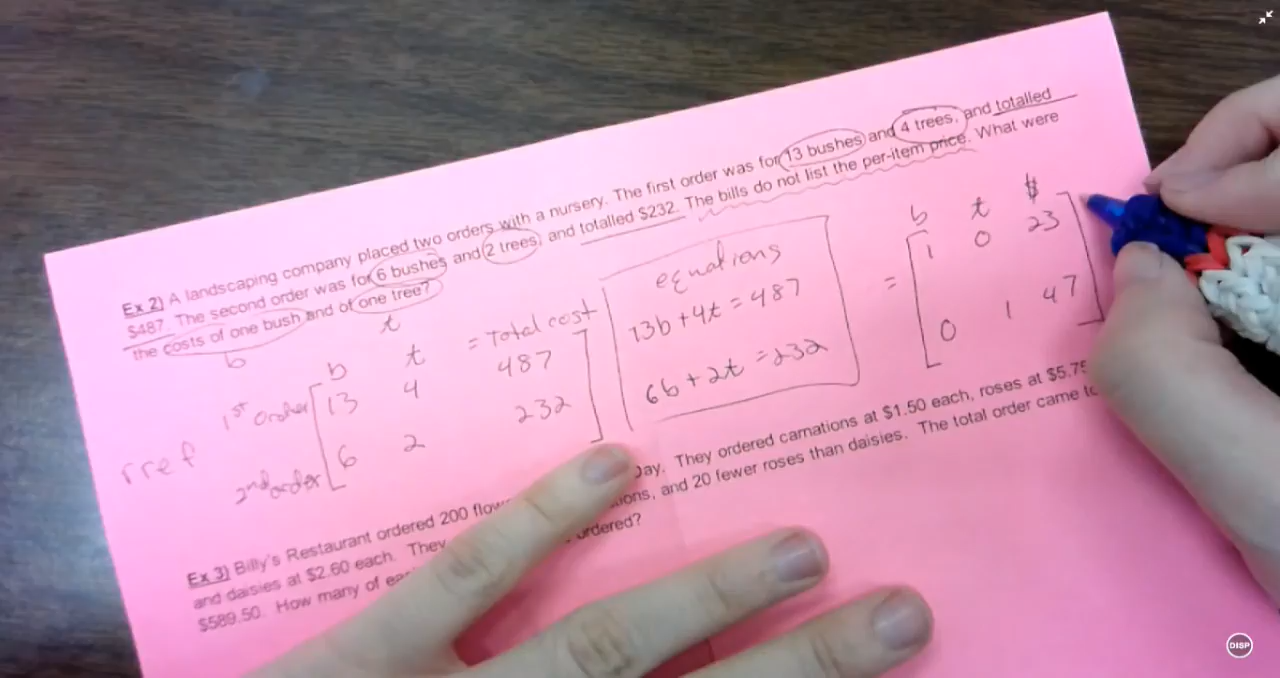 Ex 2) A landscaping company placed two orders with a nursery. The first order was for 13 bushes and 4 trees, and totalled
$487. The second order was for 6 bushes and 2 trees, and totalled $232. The bills do not list the per-item price. What were
the costs of one bush and of one tree?
b t
b t = Total cost
1st order 13 4 487
2nd order 6 2 232
rref
equations
13b + 4t = 487
6b + 2t = 232
= b t $
1 0 23
0 1 47
Ex 3) Billy's Restaurant ordered 200 Day. They ordered carnations at $1.50 each, roses at $5.75
and daisies at $2.60 each. They and 20 fewer roses than daisies. The total order came to
$589.50. How many of ordered?
DISP